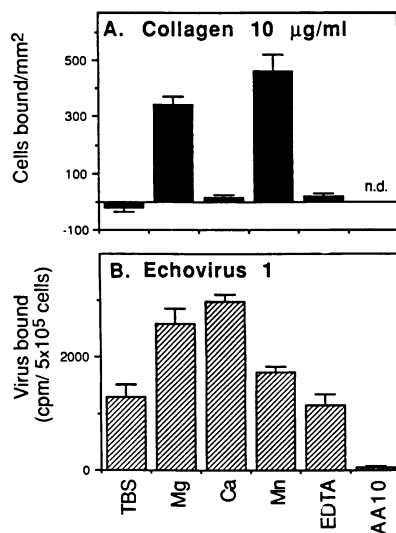 A. Collagen 10 µg/ml
Cells bound/mm²
500
300
100
-100
n.d.
B. Echovirus 1
Virus bound
(cpm/ 5x10⁵ cells)
2000
0
TBS
Mg
Ca
Mn
EDTA
AA10